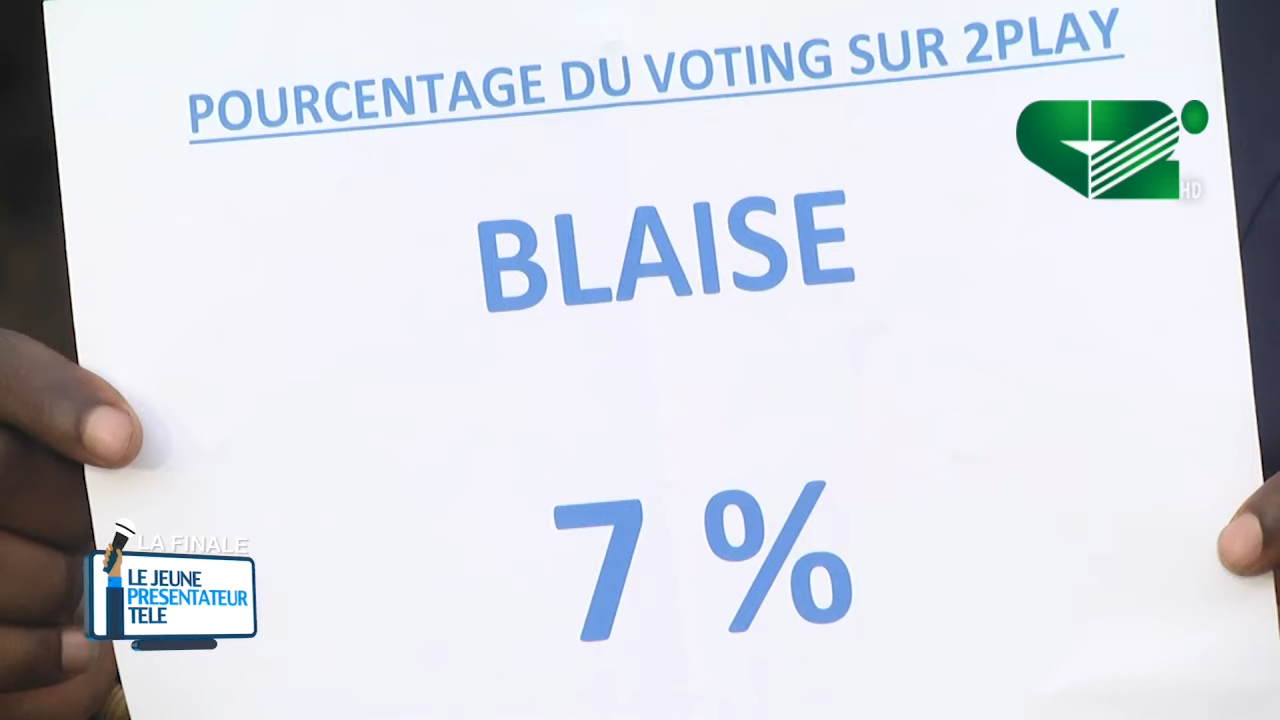 POURCENTAGE DU VOTING SUR 2PLAY
HD
BLAISE
7 %
LA FINALE
LE JEUNE
PRESENTATEUR
TELE